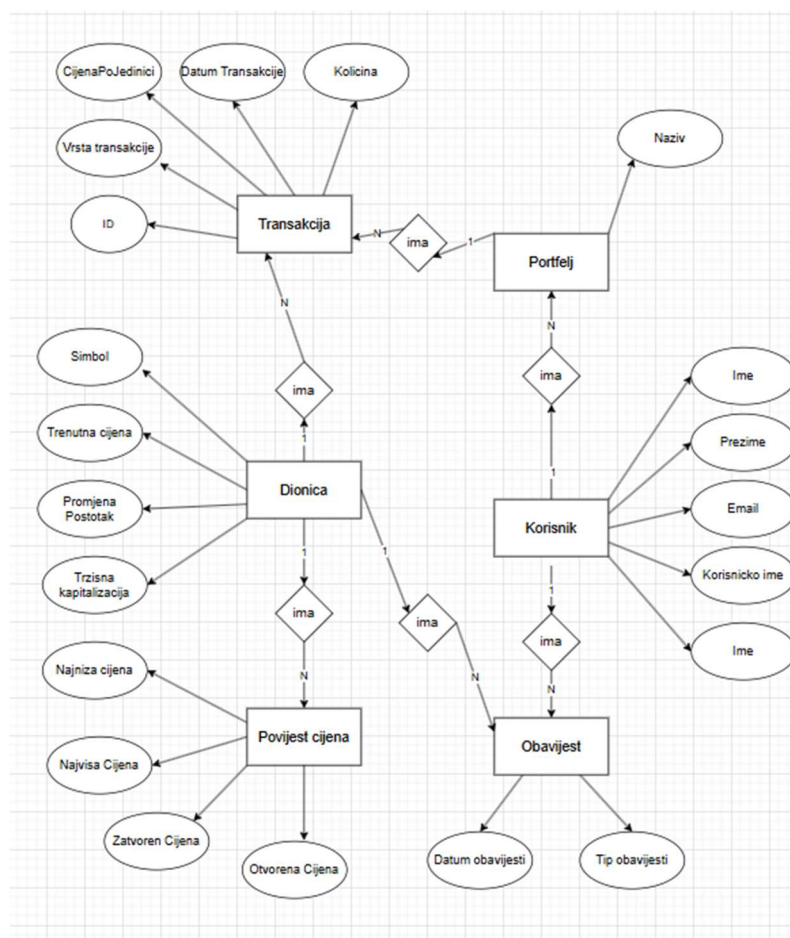 CijenaPoJedinici
Datum Transakcije
Kolicina
Naziv
Vrsta transakcije
ID
Transakcija
N
ima
1
Portfelj
N
N
Simbol
ima
ima
Ime
Trenutna cijena
1
Prezime
Dionica
1
Promjena
Postotak
Korisnik
Email
1
1
Trzisna
kapitalizacija
Korisnicko ime
1
ima
ima
ima
Ime
Najniza cijena
N
N
N
Povijest cijena
Obavijest
Najvisa Cijena
Zatvoren Cijena
Otvorena Cijena
Datum obavijesti
Tip obavijesti